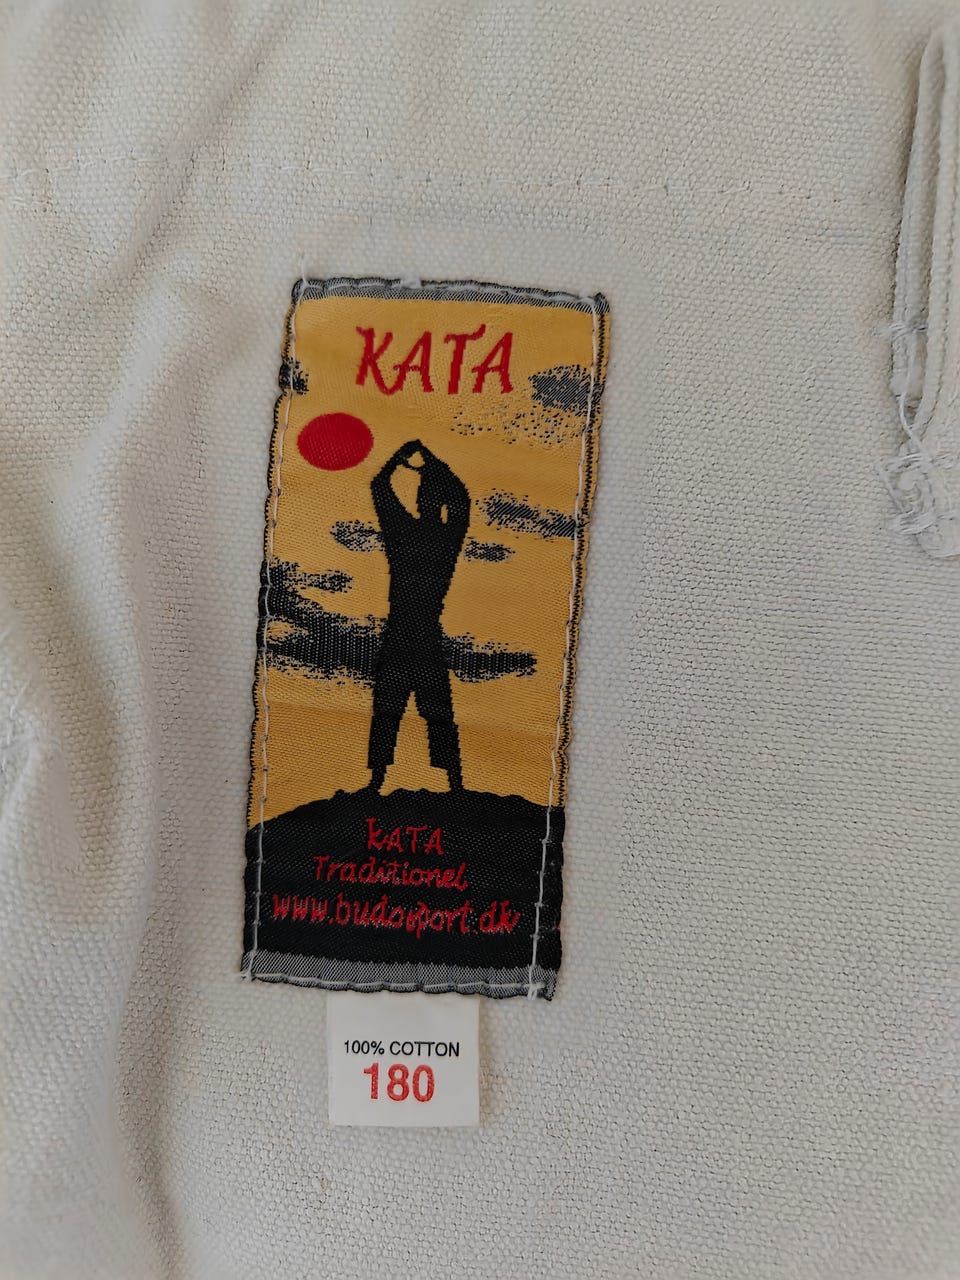 KATA
KATA
Traditionel
www.budosport.dk
100% COTTON
180